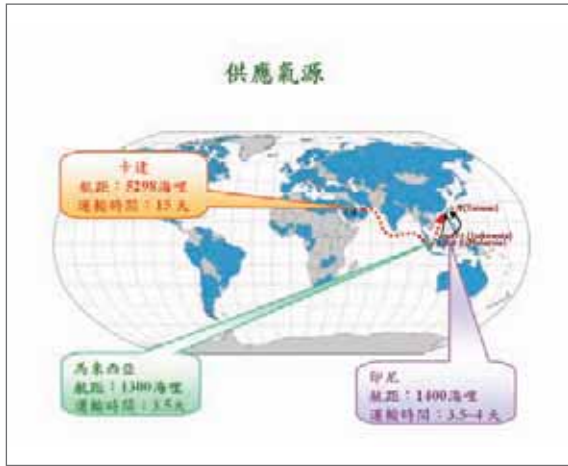 供應氣源
卡達
航距：5298海哩
運輸時間：15天
(Taiwan)
(Indonesia)
馬來西亞
航距：1300海哩
運輸時間：3.5天
印尼
航距：1400海哩
運輸時間：3.5~4天